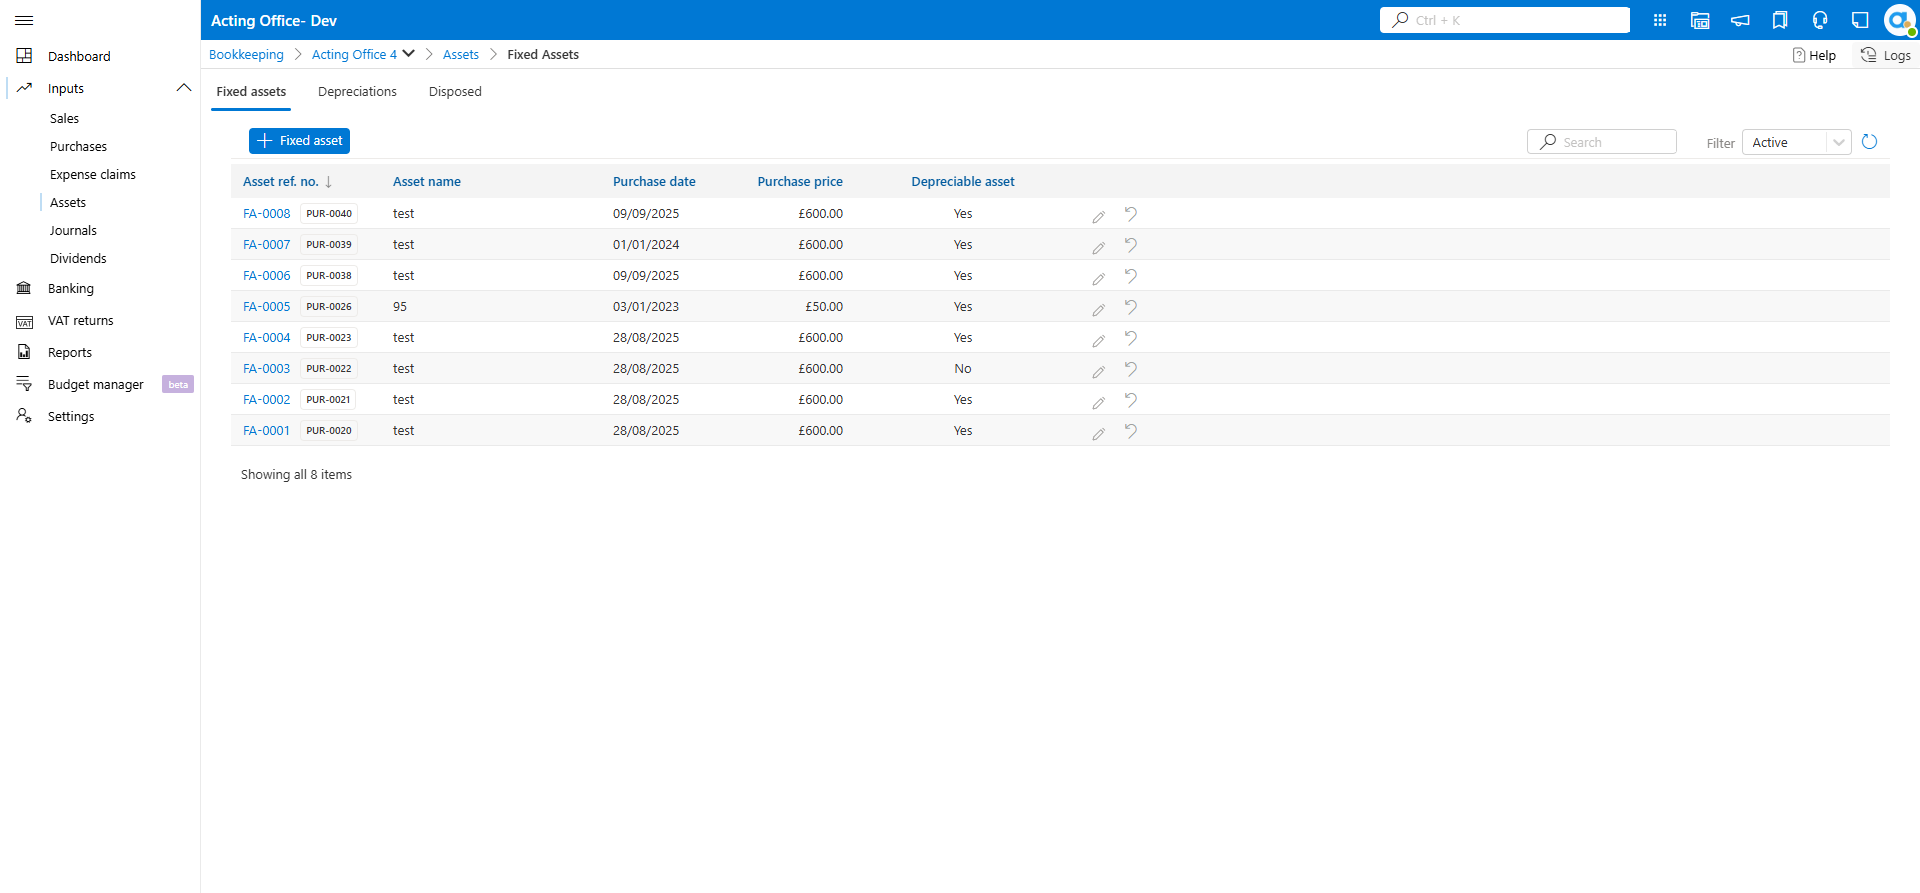 Acting Office- Dev
Ctrl + K
Bookkeeping Acting Office 4 Assets Fixed Assets
Help Logs
Dashboard
Inputs
Sales
Purchases
Expense claims
Assets
Journals
Dividends
Banking
VAT VAT returns
Reports
Budget manager beta
Settings
Fixed assets Depreciations Disposed
Fixed asset
Search Filter Active
Asset ref. no. Asset name Purchase date Purchase price Depreciable asset
FA-0008 PUR-0040 test 09/09/2025 £600.00 Yes
FA-0007 PUR-0039 test 01/01/2024 £600.00 Yes
FA-0006 PUR-0038 test 09/09/2025 £600.00 Yes
FA-0005 PUR-0026 95 03/01/2023 £50.00 Yes
FA-0004 PUR-0023 test 28/08/2025 £600.00 Yes
FA-0003 PUR-0022 test 28/08/2025 £600.00 No
FA-0002 PUR-0021 test 28/08/2025 £600.00 Yes
FA-0001 PUR-0020 test 28/08/2025 £600.00 Yes
Showing all 8 items